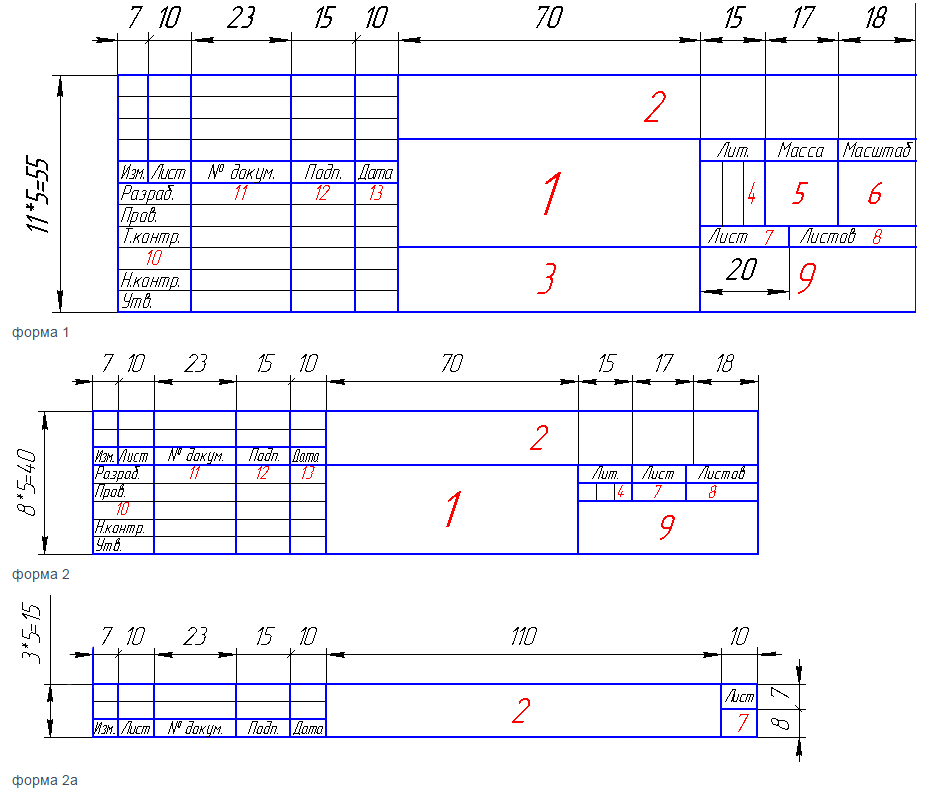 7 10 23 15 10 70 15 17 18
11*5=55
2
Лит. Масса Масштаб
Изм. Лист № докум. Подп. Дата
1
4 5 6
Разраб. 11 12 13
Пров.
Т.контр.
Лист 7 Листов 8
10
3
20 9
Н.контр.
Утв.
форма 1
7 10 23 15 10 70 15 17 18
8*5=40
2
Изм. Лист № докум. Подп. Дата
Разраб. 11 12 13
Лит. Лист Листов
Пров.
4 7 8
10
1
9
Н.контр.
Утв.
форма 2
3*5=15
7 10 23 15 10 110 10
Лист 7
2
7 8
Изм. Лист № докум. Подп. Дата
форма 2а